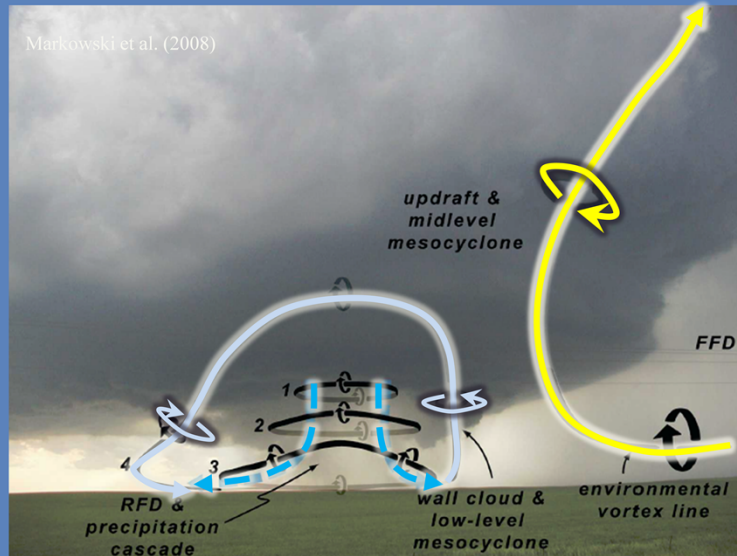 Markowski et al. (2008)
updraft &
midlevel
mesocyclone
FFD
1
2
3
4
RFD &
precipitation
cascade
wall cloud &
low-level
mesocyclone
environmental
vortex line